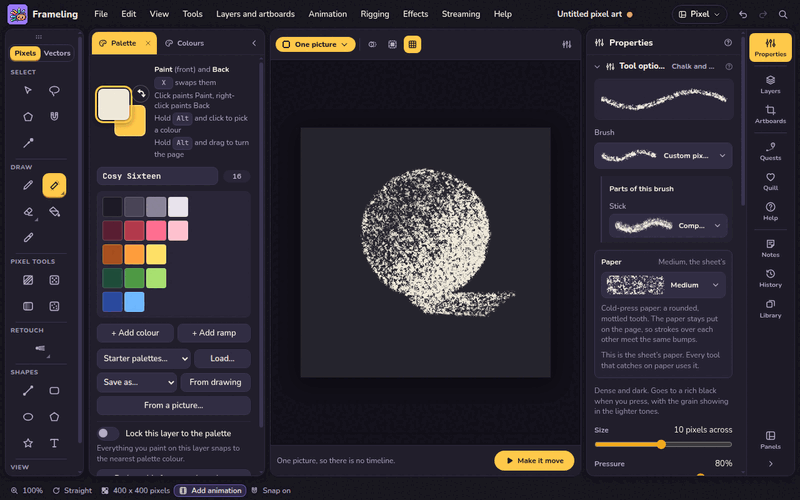 Frameling
File Edit View Tools Layers and artboards Animation Rigging Effects Streaming Help
Untitled pixel art
Pixel
Pixels Vectors
SELECT
DRAW
PIXEL TOOLS
RETOUCH
SHAPES
VIEW
Palette
Colours
Paint (front) and Back
X swaps them
Click paints Paint, right-
click paints Back
Hold Alt and click to pick
a colour
Hold Alt and drag to turn
the page
Cosy Sixteen 16
+ Add colour + Add ramp
Starter palettes... Load...
Save as... From drawing
From a picture...
Lock this layer to the palette
Everything you paint on this layer snaps to
the nearest palette colour.
One picture
One picture, so there is no timeline.
Make it move
Properties
Tool optio... Chalk and ...
Brush
Custom pix...
Parts of this brush
Stick
Comp...
Paper Medium, the sheet's
Medium
Cold-press paper: a rounded,
mottled tooth. The paper stays put
on the page, so strokes over each
other meet the same bumps.
This is the sheet's paper. Every tool
that catches on paper uses it.
Dense and dark. Goes to a rich black
when you press, with the grain showing
in the lighter tones.
Size 10 pixels across
Pressure 80%
Properties
Layers
Artboards
Quests
Quill
Help
Notes
History
Library
Panels
100% Straight 400 x 400 pixels Add animation Snap on